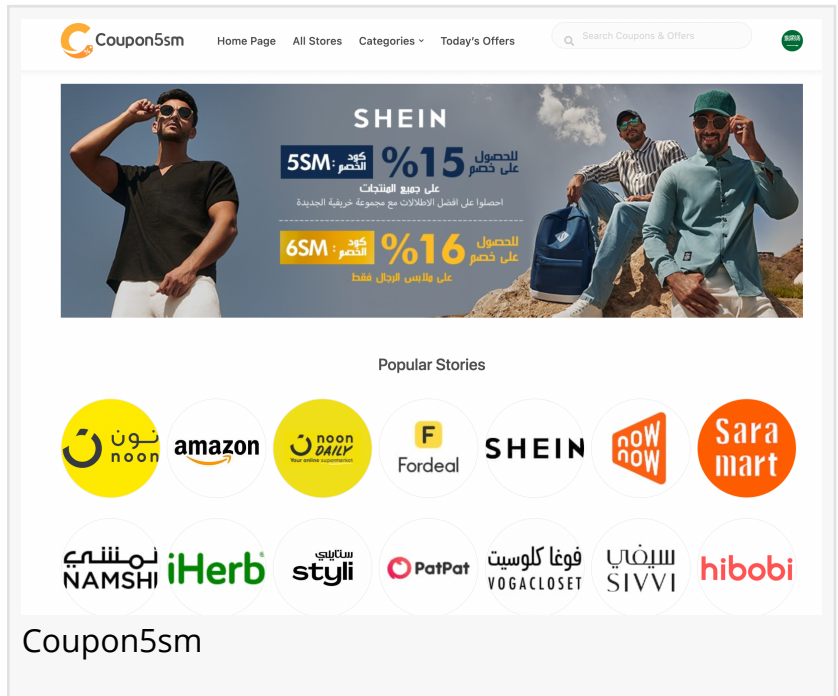 Coupon5sm
Home Page All Stores Categories Today's Offers
Search Coupons & Offers
SHEIN
للحصول على خصم 15% كود الخصم: 5SM
على جميع المنتجات
احصلوا على افضل الاطلالات مع مجموعة خريفية الجديدة
للحصول على خصم 16% كود الخصم: 6SM
على ملابس الرجال فقط
Popular Stories
نون
noon
amazon
noon
DAILY
Your online supermarket
F
Fordeal
SHEIN
noW
noW
Sara
mart
نمشي
NAMSHI
iHerb
ستايلي
styli
PatPat
فوغا كلوسيت
VOGACLOSET
سيفي
SIVVI
hibobi
Coupon5sm